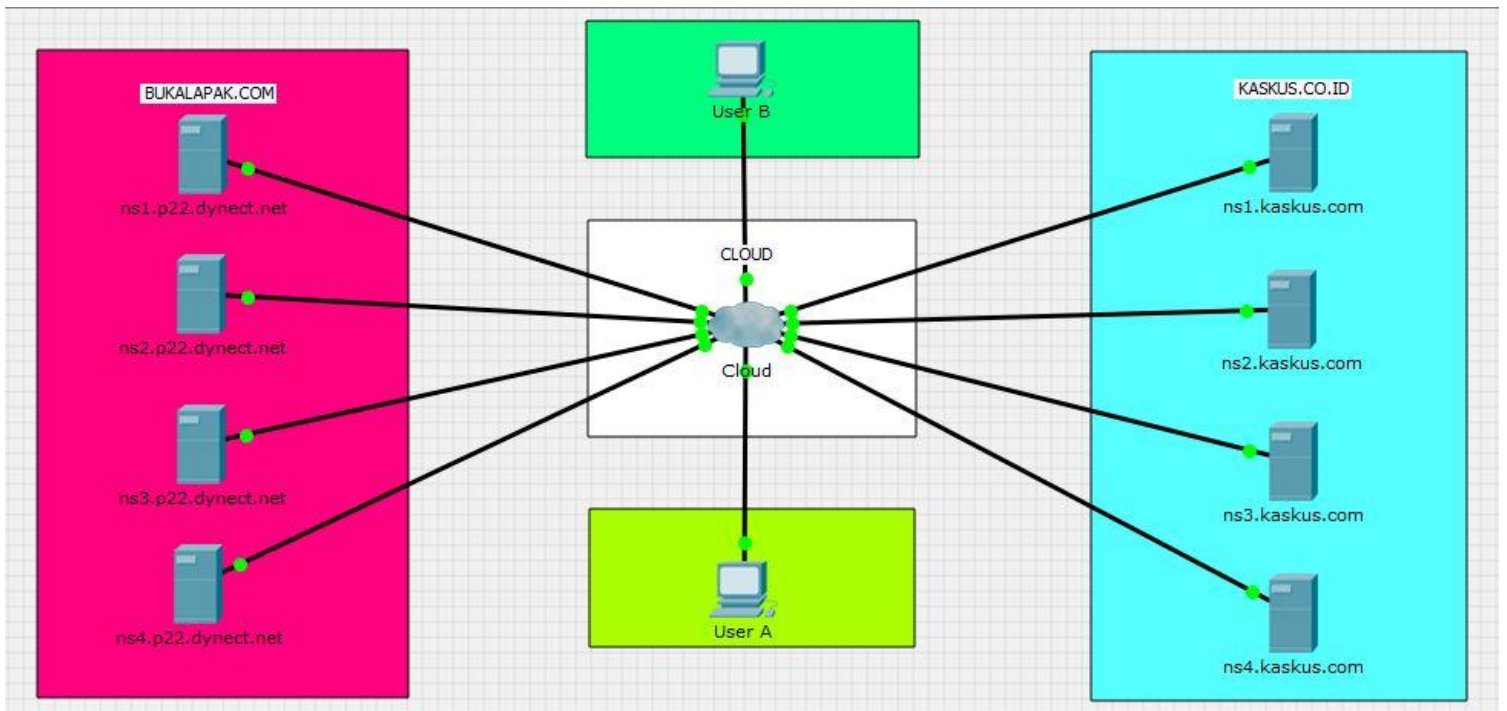 BUKALAPAK.COM
ns1.p22.dynect.net
ns2.p22.dynect.net
ns3.p22.dynect.net
ns4.p22.dynect.net
User B
CLOUD
Cloud
User A
KASKUS.CO.ID
ns1.kaskus.com
ns2.kaskus.com
ns3.kaskus.com
ns4.kaskus.com